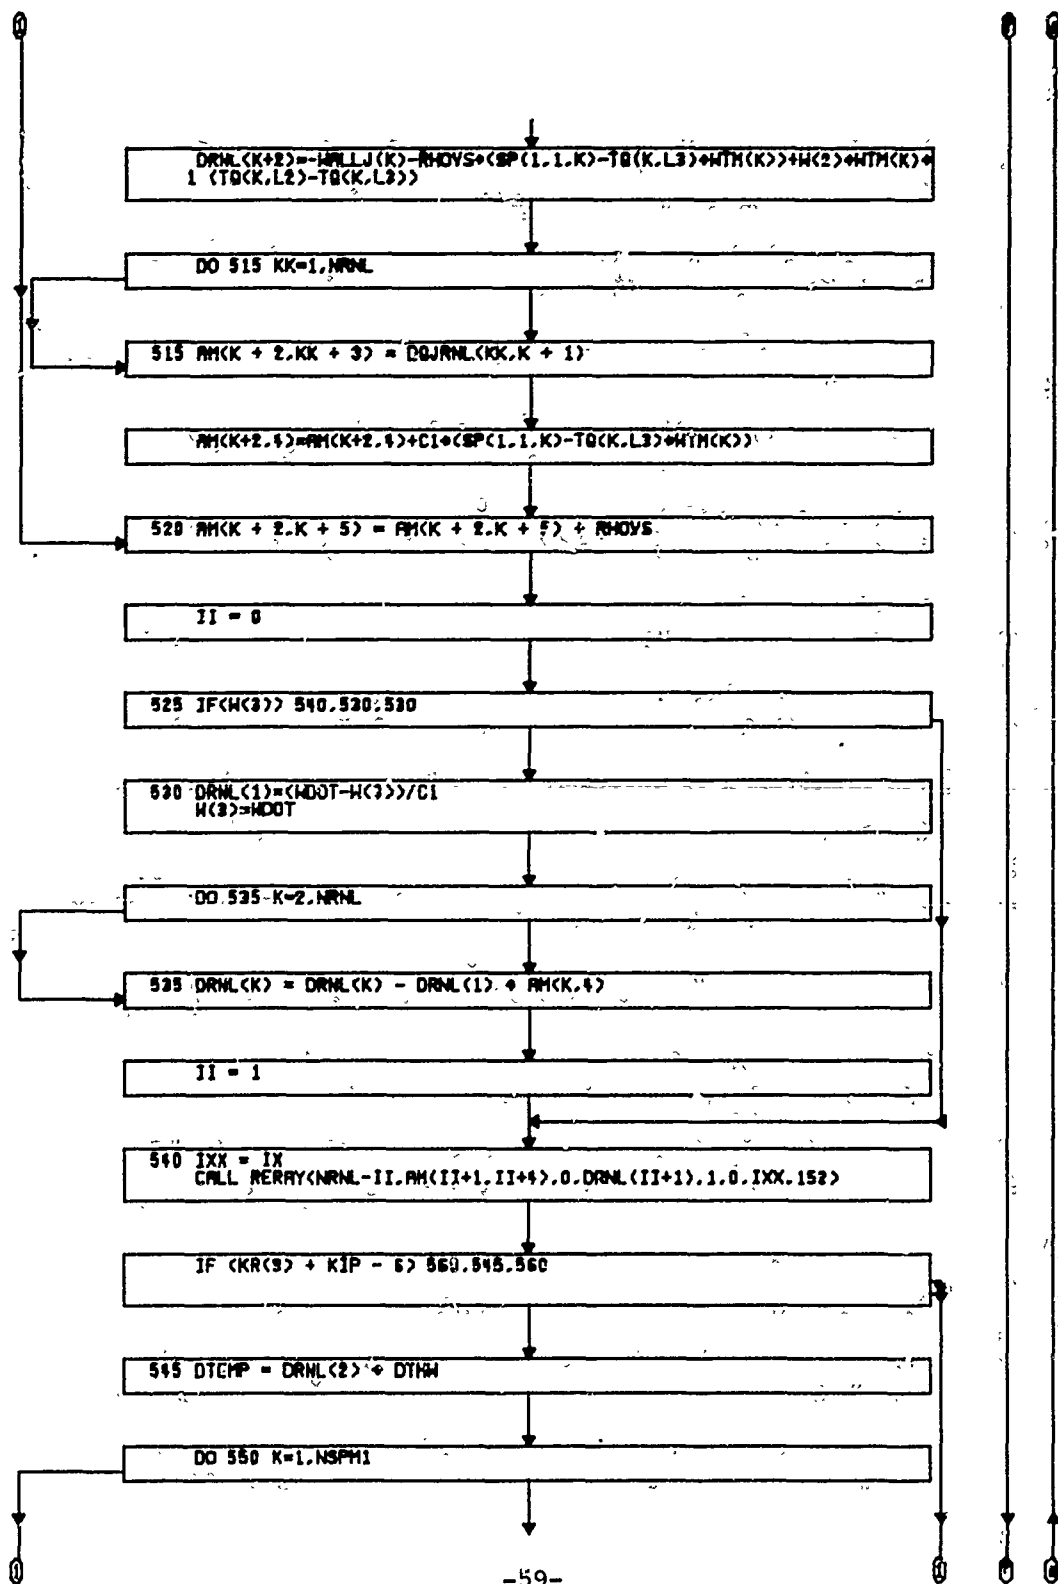 DRNL(K+2)=-WALLJ(K)-RHOVS*(SP(1,1,K)-TQ(K,L3)*WTM(K))+W(2)*WTM(K)*
1 (TQ(K,L2)-TQ(K,L3))
DO 515 KK=1,NRNL
515 AM(K + 2,KK + 3) = DQJRNL(KK,K + 1)
AM(K+2,4)=AM(K+2,4)+C1*(SP(1,1,K)-TQ(K,L3)*WTM(K))
520 AM(K + 2,K + 5) = AM(K + 2,K + 5) + RHOVS
II = 0
525 IF(W(3)) 540,530,530
530 DRNL(1)=(WDOT-W(3))/C1
W(3)=WDOT
DO 535 K=2,NRNL
535 DRNL(K) = DRNL(K) - DRNL(1) * AM(K,4)
II = 1
540 IXX = IX
CALL RERAY(NRNL-II,AM(II+1,II+4),0,DRNL(II+1),1,0,IXX,152)
IF (KR(9) + KIP - 6) 560,545,560
545 DTEMP = DRNL(2) * DTHW
DO 550 K=1,NSPM1
1
1
-59-